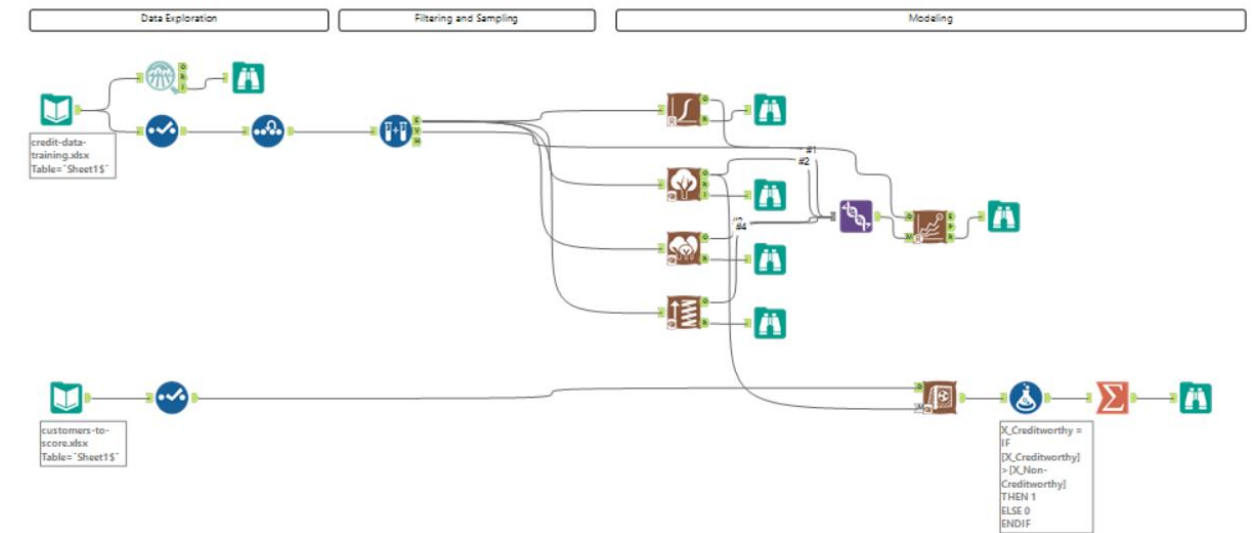 Data Exploration
Filtering and Sampling
Modeling
credit-data-
training.xlsx
Table=`Sheet1$`
#1
#2
#4
customers-to-
score.xlsx
Table=`Sheet1$`
X_Creditworthy =
IF
[X_Creditworthy]
>[X_Non-
Creditworthy]
THEN 1
ELSE 0
ENDIF